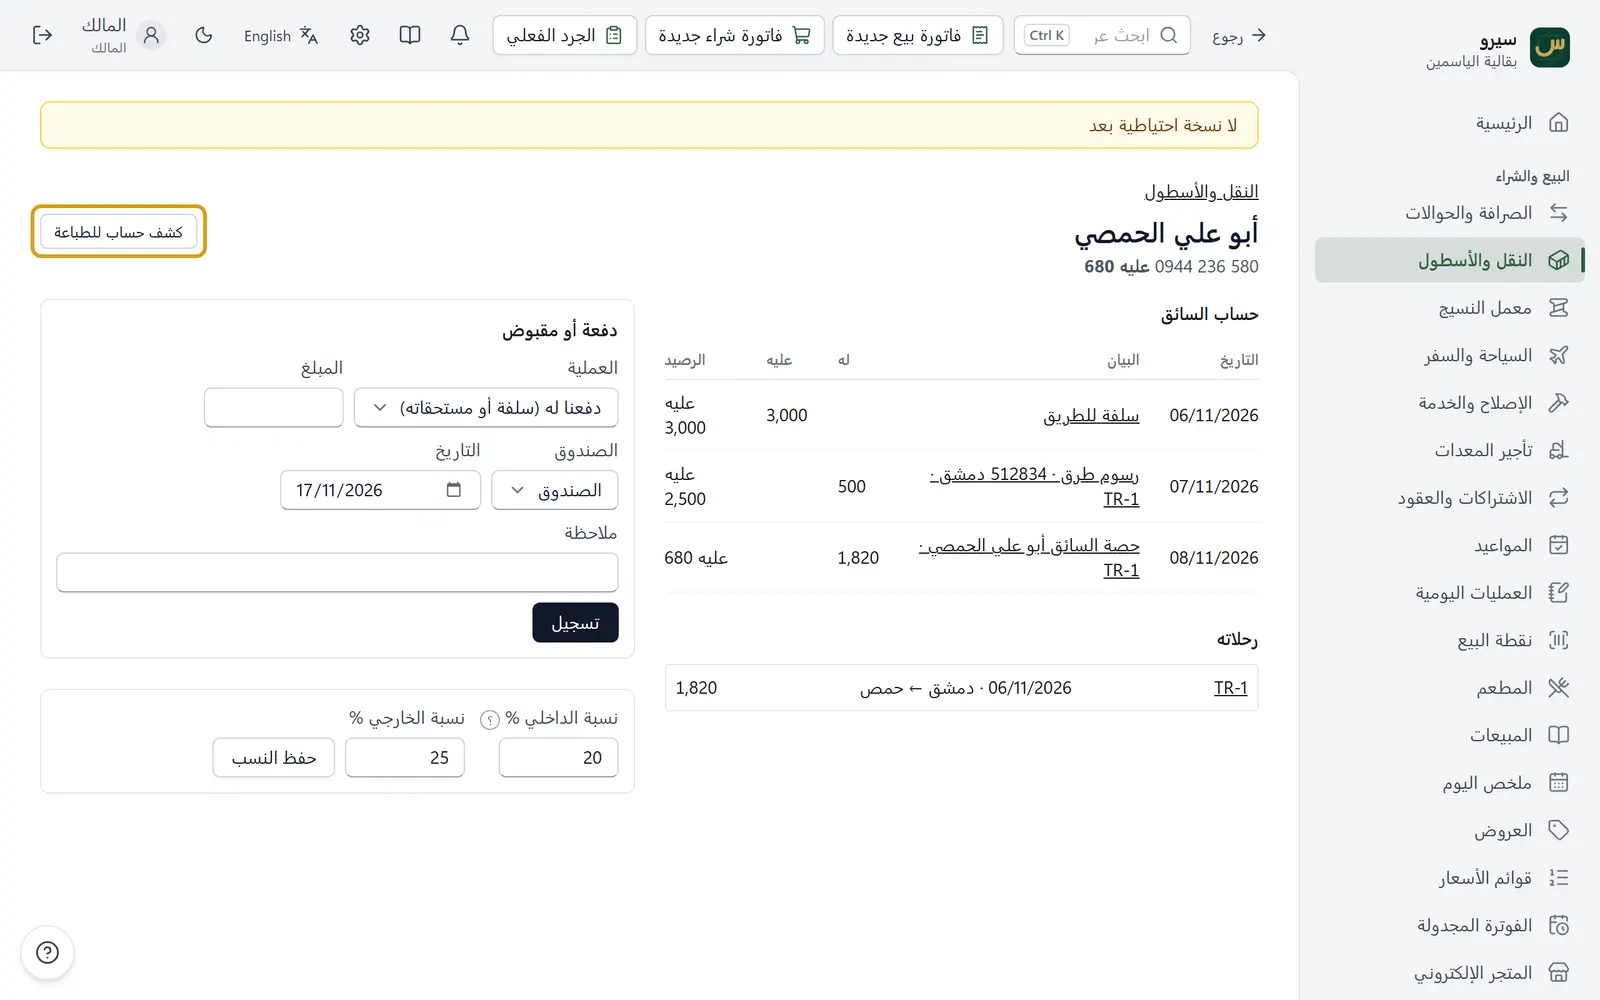 سيرو
بقالية الياسمين
الرئيسية
البيع والشراء
الصرافة والحوالات
النقل والأسطول
معمل النسيج
السياحة والسفر
الإصلاح والخدمة
تأجير المعدات
الاشتراكات والعقود
المواعيد
العمليات اليومية
نقطة البيع
المطعم
المبيعات
ملخص اليوم
العروض
قوائم الأسعار
الفوترة المجدولة
المتجر الإلكتروني
رجوع
ابحث عن Ctrl K
فاتورة بيع جديدة
فاتورة شراء جديدة
الجرد الفعلي
English
المالك
المالك
لا نسخة احتياطية بعد
النقل والأسطول
أبو علي الحمصي
0944 236 580 عليه 680
كشف حساب للطباعة
حساب السائق
التاريخ البيان له عليه الرصيد
06/11/2026 سلفة للطريق 3,000 عليه 3,000
07/11/2026 رسوم طرق · 512834 دمشق · TR-1 500 عليه 2,500
08/11/2026 حصة السائق أبو علي الحمصي · TR-1 1,820 عليه 680
رحلاته
TR-1 06/11/2026 · دمشق ← حمص 1,820
دفعة أو مقبوض
العملية المبلغ
دفعنا له (سلفة أو مستحقاته)
الصندوق التاريخ
الصندوق 17/11/2026
ملاحظة
تسجيل
نسبة الداخلي % ؟ نسبة الخارجي %
20 25 حفظ النسب
?